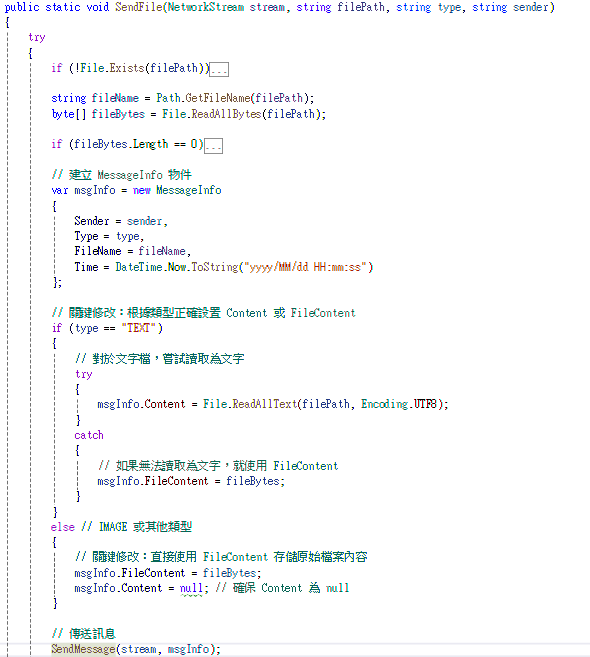 public static void SendFile(NetworkStream stream, string filePath, string type, string sender)
{
try
{
if (!File.Exists(filePath))...
string fileName = Path.GetFileName(filePath);
byte[] fileBytes = File.ReadAllBytes(filePath);
if (fileBytes.Length == 0)...
// 建立 MessageInfo 物件
var msgInfo = new MessageInfo
{
Sender = sender,
Type = type,
FileName = fileName,
Time = DateTime.Now.ToString("yyyy/MM/dd HH:mm:ss")
};
// 關鍵修改：根據類型正確設置 Content 或 FileContent
if (type == "TEXT")
{
// 對於文字檔，嘗試讀取為文字
try
{
msgInfo.Content = File.ReadAllText(filePath, Encoding.UTF8);
}
catch
{
// 如果無法讀取為文字，就使用 FileContent
msgInfo.FileContent = fileBytes;
}
}
else // IMAGE 或其他類型
{
// 關鍵修改：直接使用 FileContent 存儲原始檔案內容
msgInfo.FileContent = fileBytes;
msgInfo.Content = null; // 確保 Content 為 null
}
// 傳送訊息
SendMessage(stream, msgInfo);